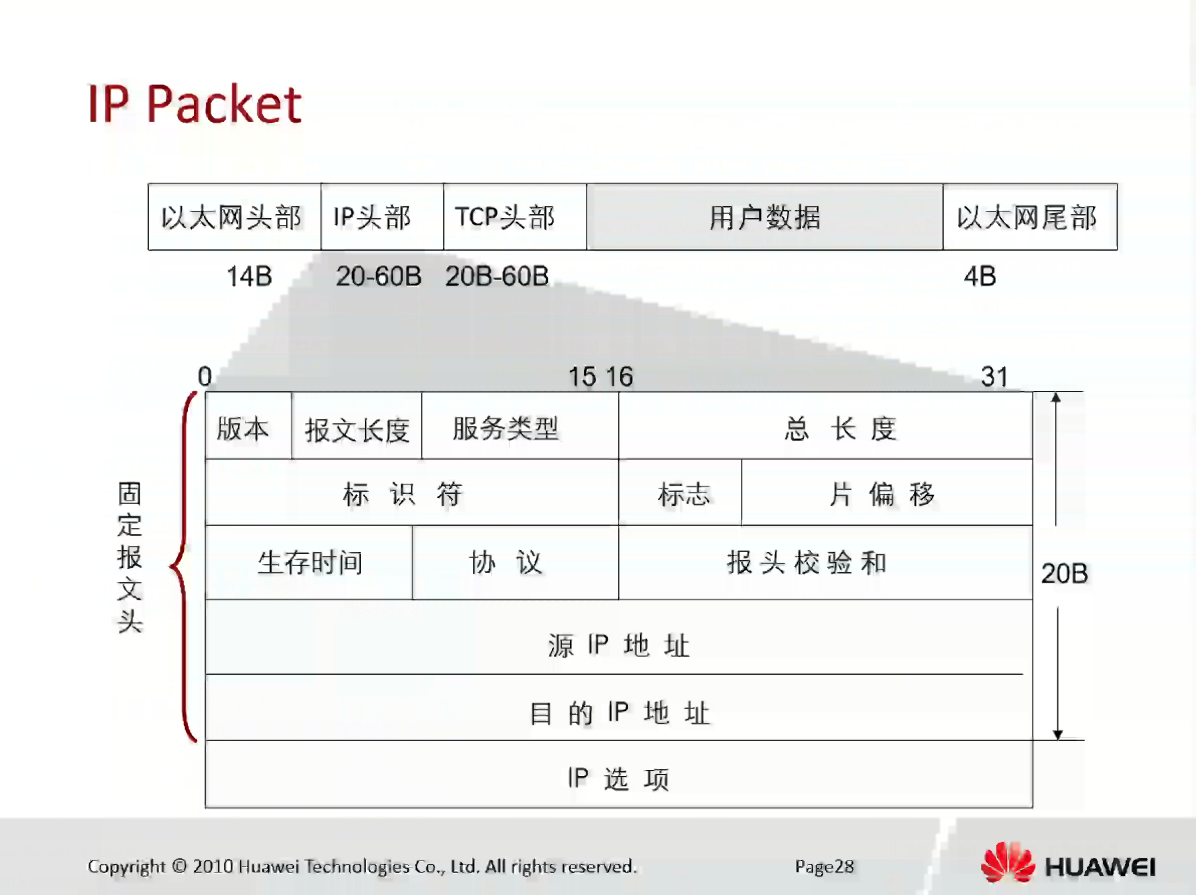 IP Packet
以太网头部 IP头部 TCP头部 用户数据 以太网尾部
14B 20-60B 20B-60B 4B
0 15 16 31
版本 报文长度 服务类型 总 长 度
标 识 符 标志 片 偏 移
生存时间 协 议 报 头 校 验 和
源 IP 地 址
目 的 IP 地 址
IP 选 项
固
定
报
文
头
20B
Copyright © 2010 Huawei Technologies Co., Ltd. All rights reserved. Page28 HUAWEI